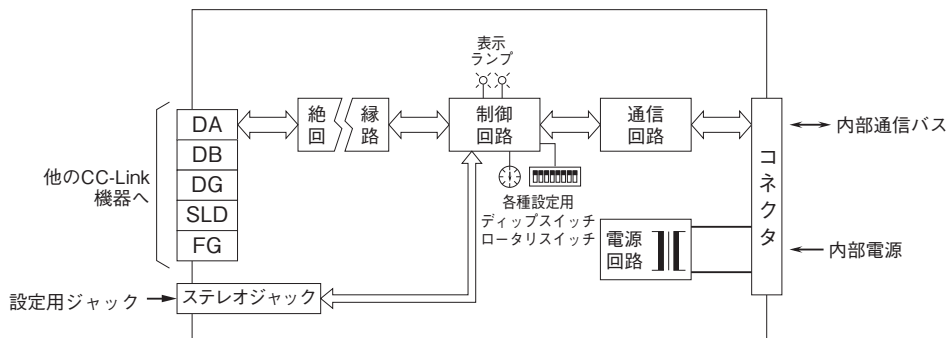 表示
ランプ
絶 縁
回 路
制御
回路
通信
回路
DA
DB
DG
SLD
FG
他のCC-Link
機器へ
コネクタ
内部通信バス
各種設定用
ディップスイッチ
ロータリスイッチ
電源
回路
内部電源
設定用ジャック
ステレオジャック